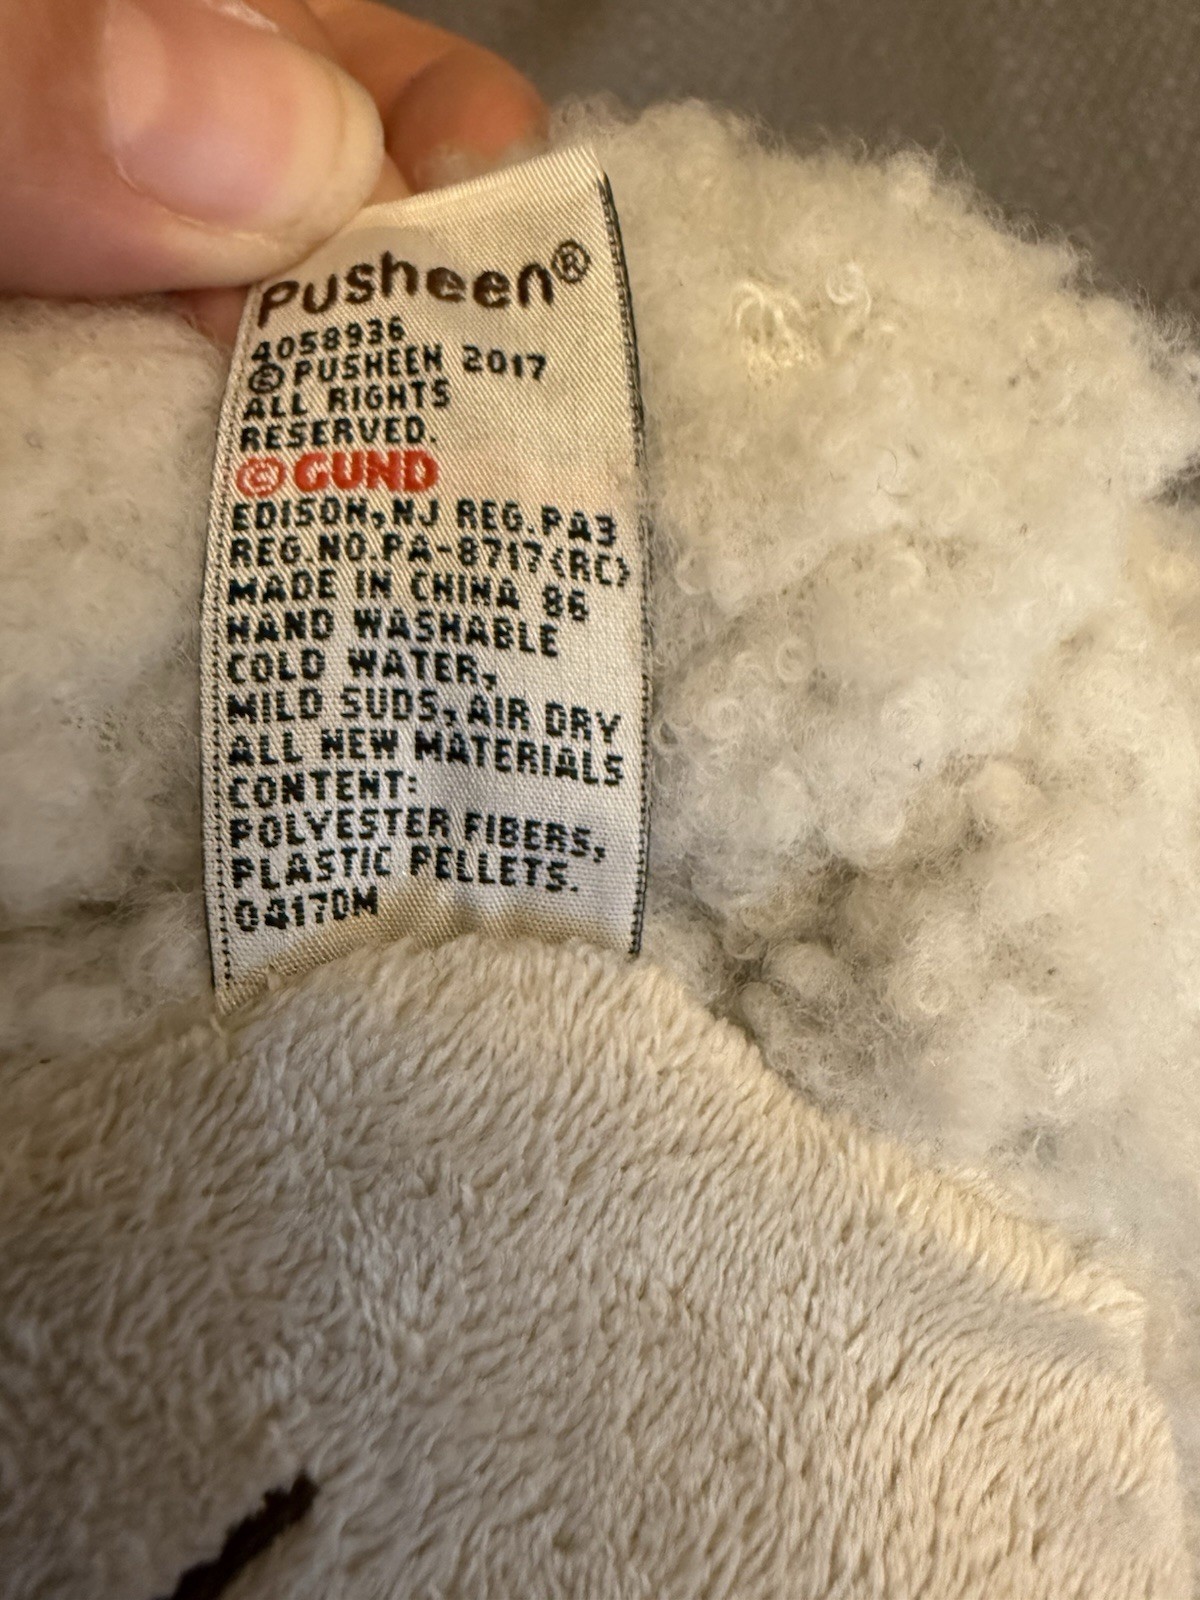 Pusheen®
4058936
© PUSHEEN 2017
ALL RIGHTS
RESERVED.
© GUND
EDISON, NJ REG.PA3
REG.NO.PA-8717(RC)
MADE IN CHINA 86
HAND WASHABLE
COLD WATER,
MILD SUDS, AIR DRY
ALL NEW MATERIALS
CONTENT:
POLYESTER FIBERS,
PLASTIC PELLETS.
0417DM